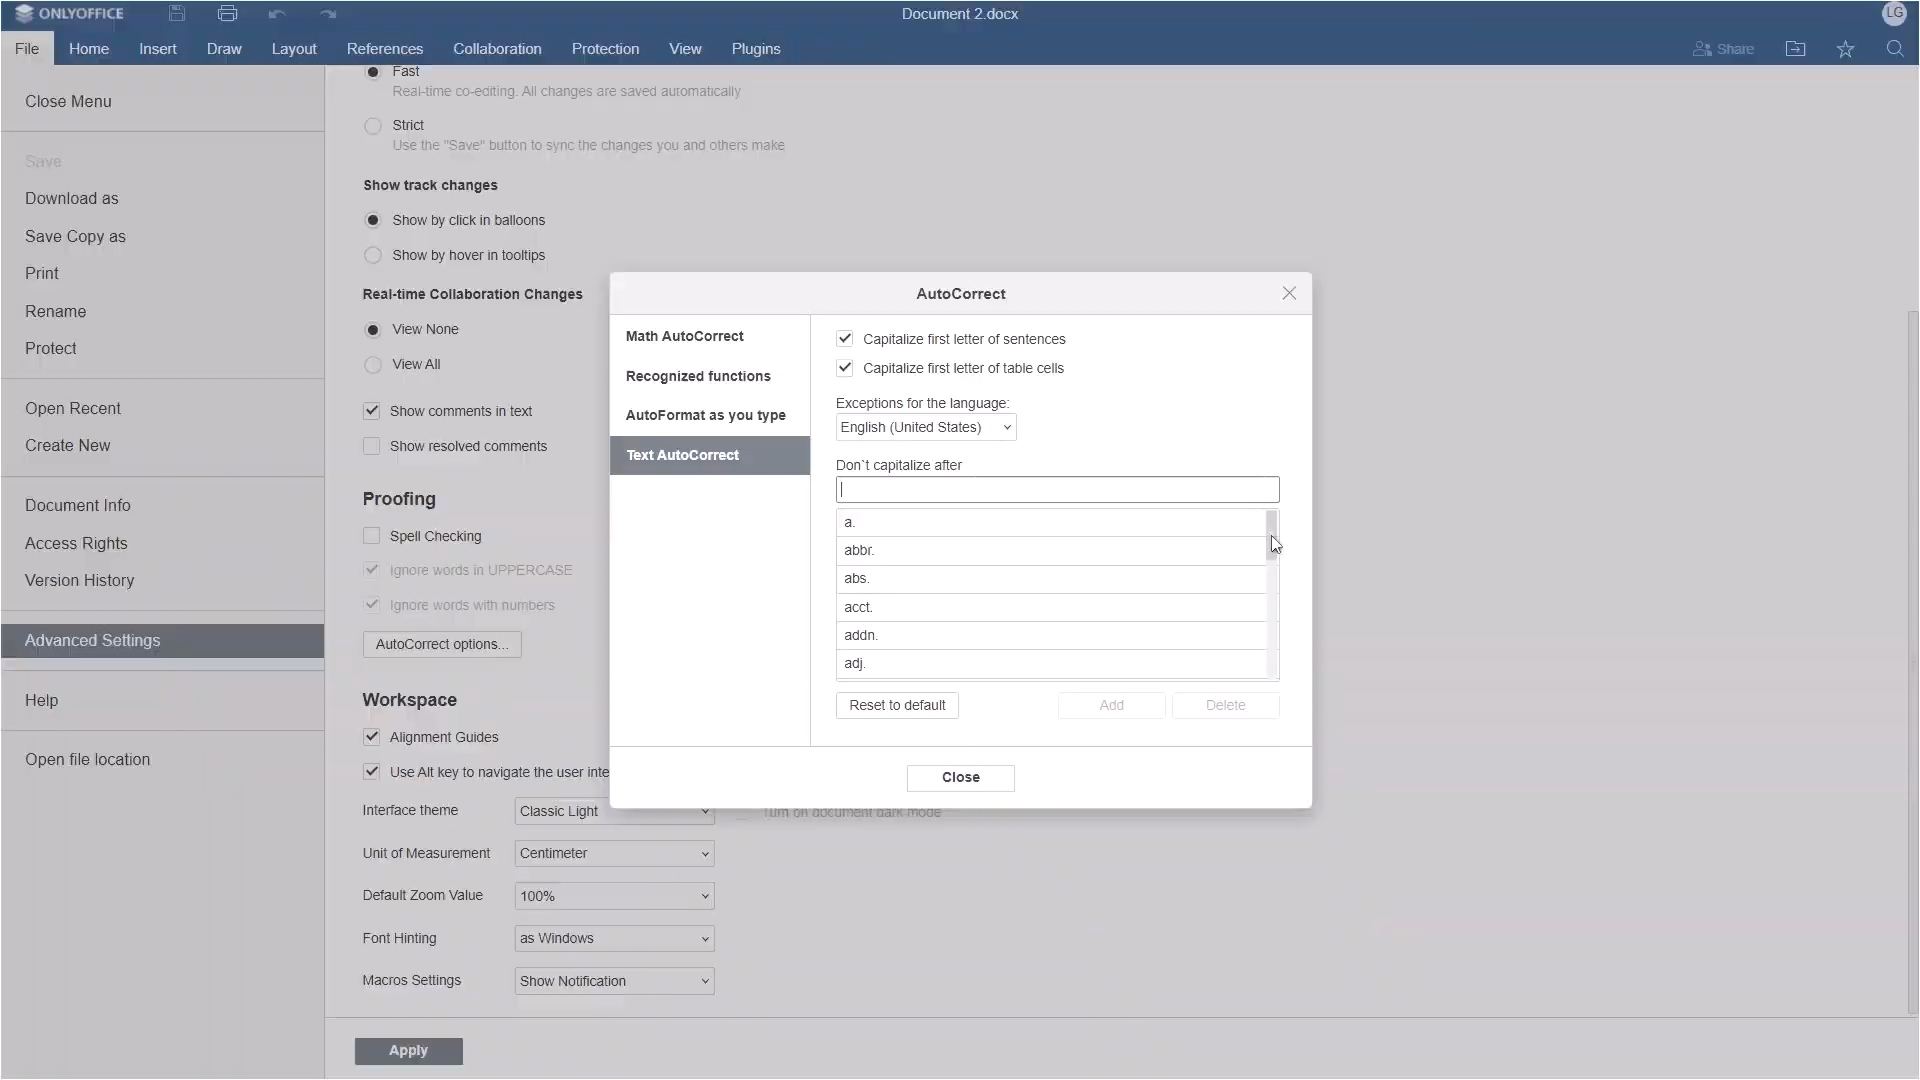 ONLYOFFICE
Document 2.docx
LG
File
Home
Insert
Draw
Layout
References
Collaboration
Protection
View
Plugins
Share
Close Menu
Save
Download as
Save Copy as
Print
Rename
Protect
Open Recent
Create New
Document Info
Access Rights
Version History
Advanced Settings
Help
Open file location
Fast
Real-time co-editing. All changes are saved automatically
Strict
Use the "Save" button to sync the changes you and others make
Show track changes
Show by click in balloons
Show by hover in tooltips
Real-time Collaboration Changes
View None
View All
Show comments in text
Show resolved comments
Proofing
Spell Checking
Ignore words in UPPERCASE
Ignore words with numbers
AutoCorrect options...
Workspace
Alignment Guides
Use Alt key to navigate the user inte
Interface theme
Classic Light
Turn on document dark mode
Unit of Measurement
Centimeter
Default Zoom Value
100%
Font Hinting
as Windows
Macros Settings
Show Notification
Apply
AutoCorrect
Math AutoCorrect
Recognized functions
AutoFormat as you type
Text AutoCorrect
Capitalize first letter of sentences
Capitalize first letter of table cells
Exceptions for the language:
English (United States)
Don`t capitalize after
a.
abbr.
abs.
acct.
addn.
adj.
Reset to default
Add
Delete
Close